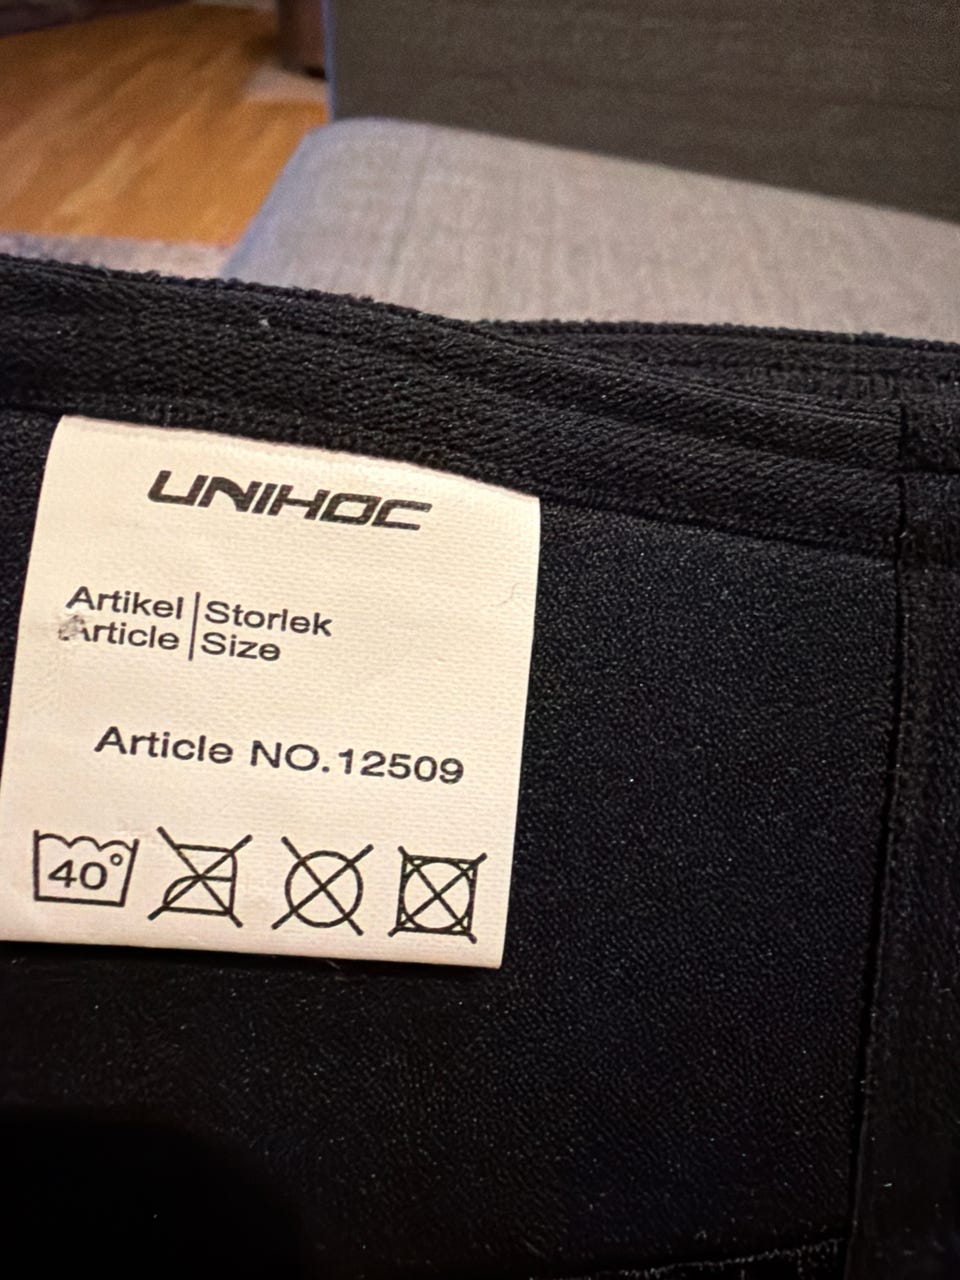 UNIHOC
Artikel | Storlek
Article | Size
Article NO.12509
40°